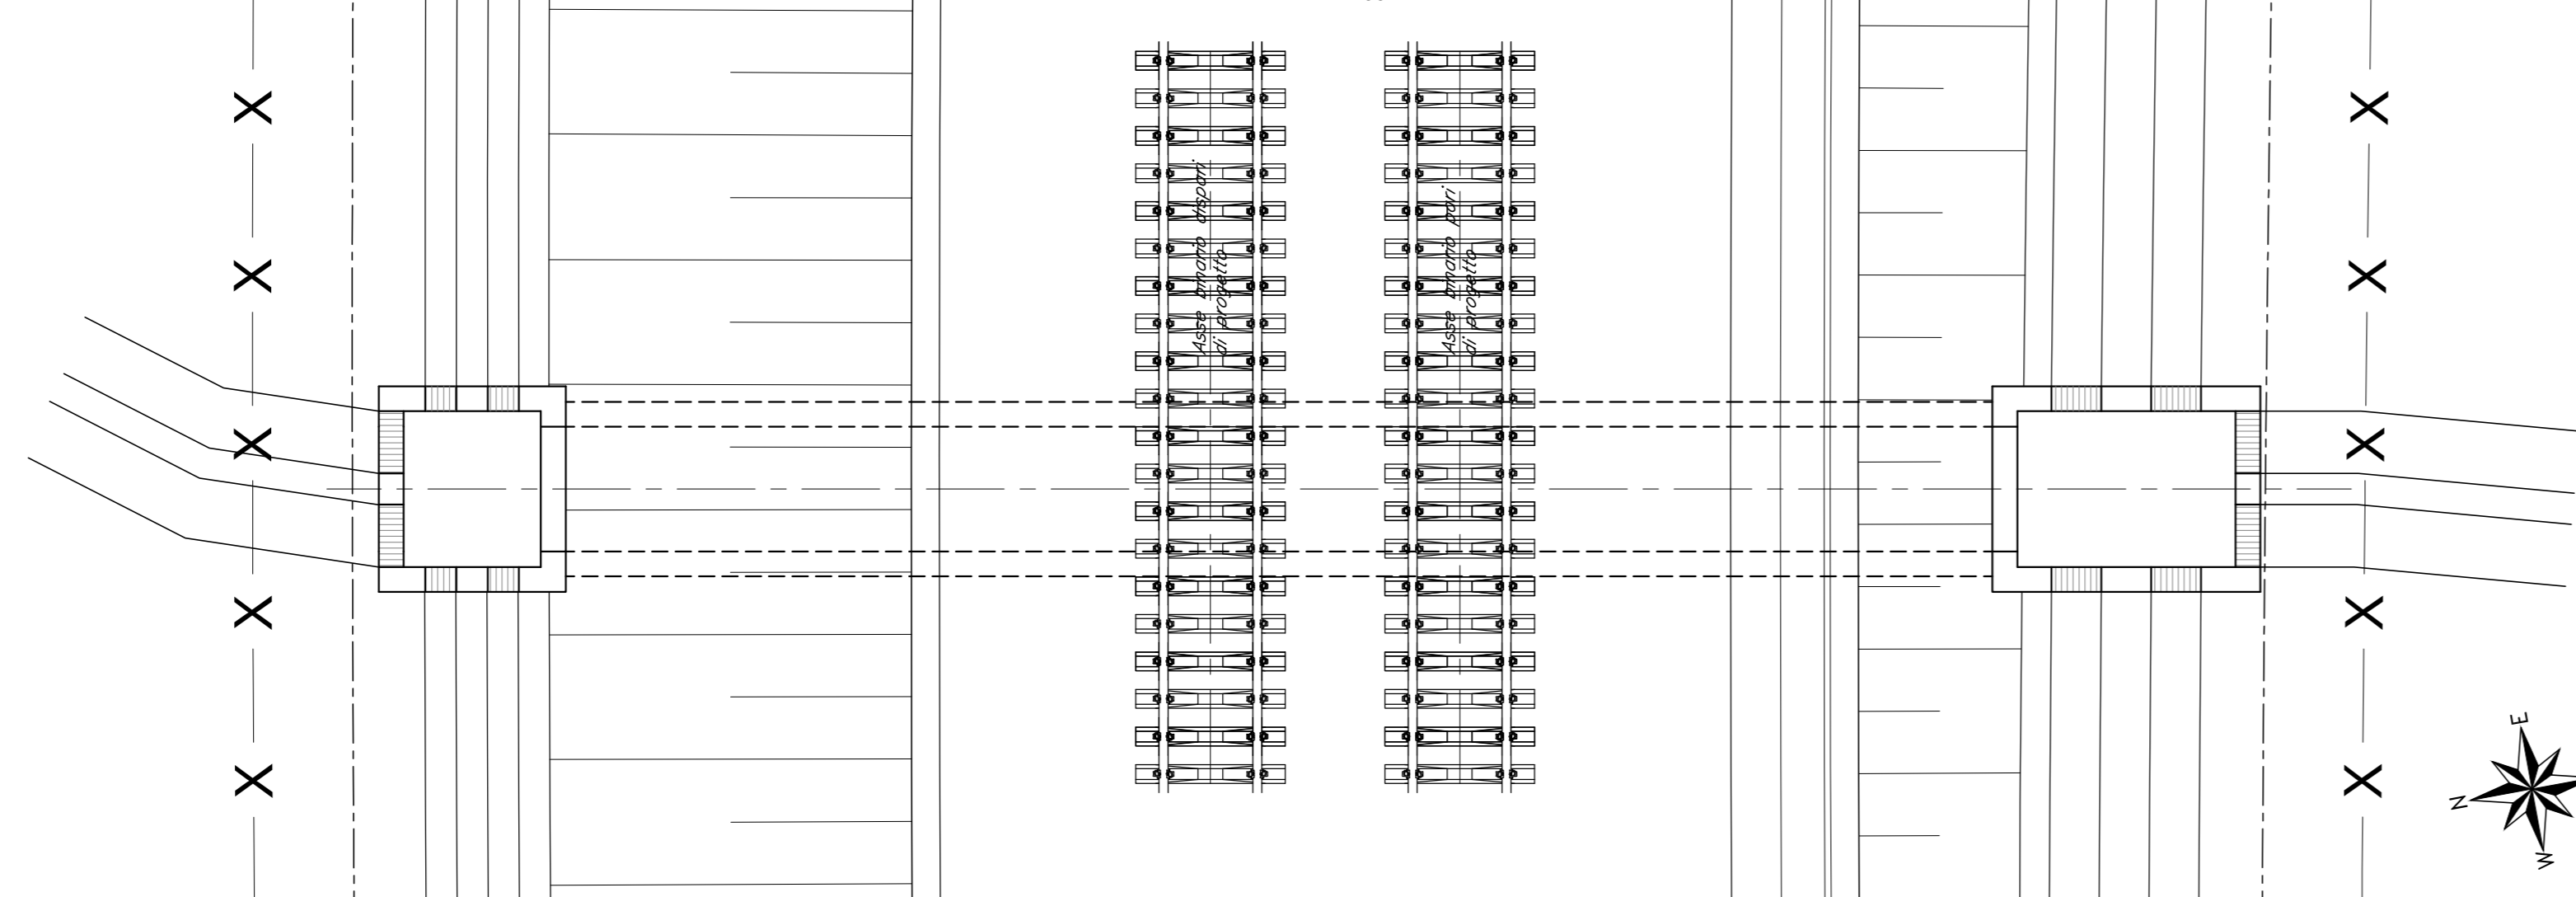 Asse binario dispari
di progetto
Asse binario pari
di progetto
X
X
X
X
X
X
X
X
X
X
E
N
W